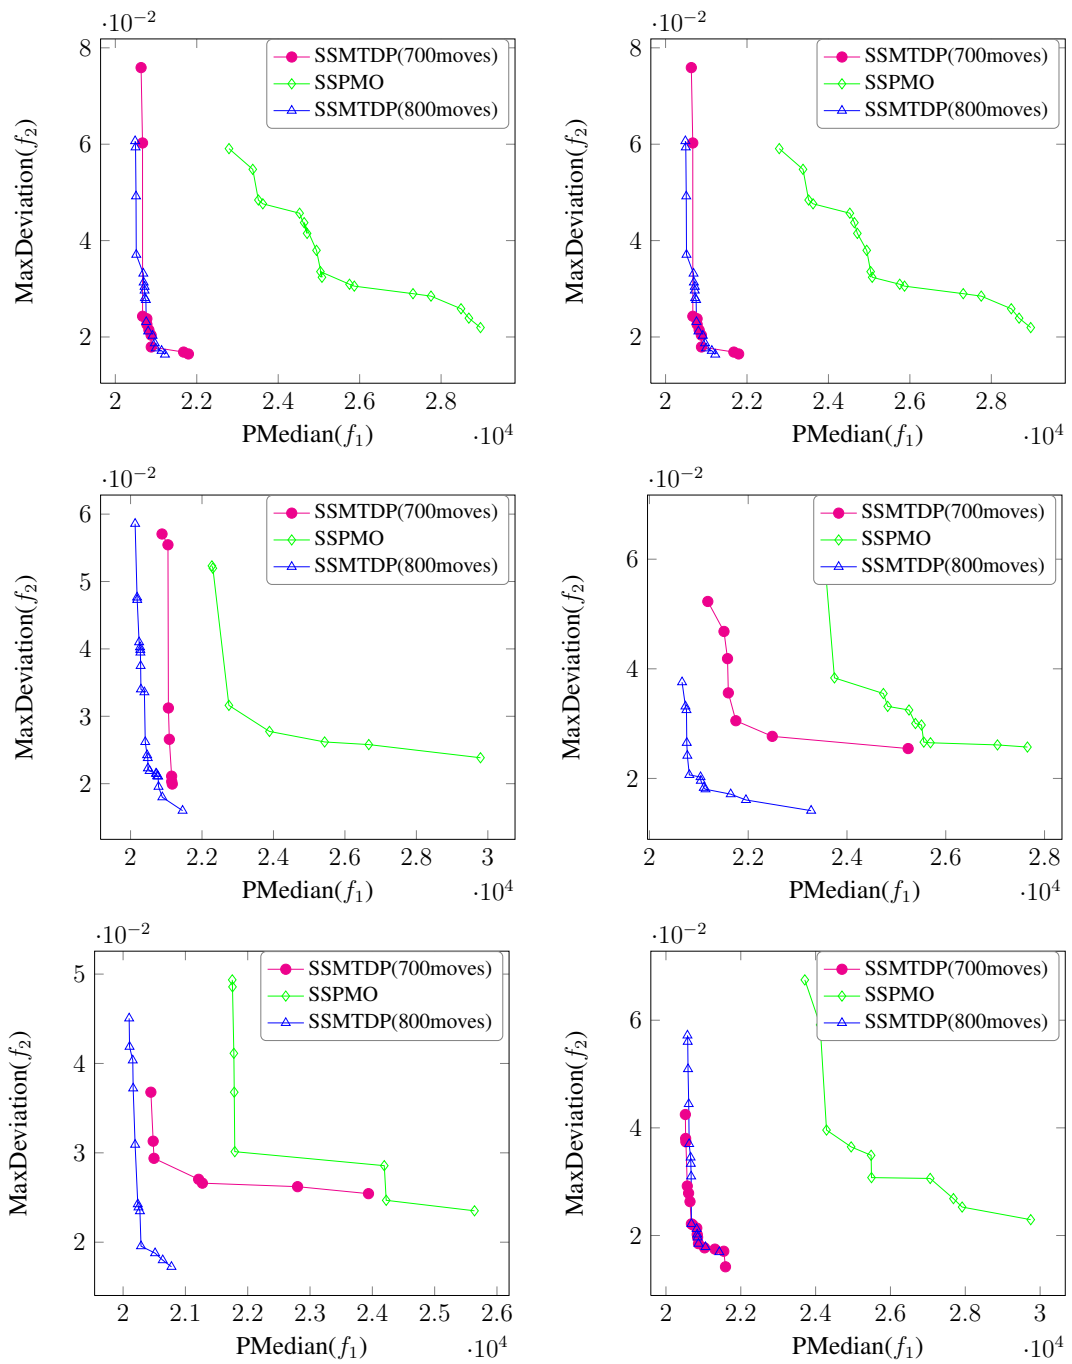 ·10⁻²
8
6
4
2
MaxDeviation(f₂)
SSMTDP(700moves)
SSPMO
SSMTDP(800moves)
2 2.2 2.4 2.6 2.8
PMedian(f₁)
·10⁴
·10⁻²
8
6
4
2
MaxDeviation(f₂)
SSMTDP(700moves)
SSPMO
SSMTDP(800moves)
2 2.2 2.4 2.6 2.8
PMedian(f₁)
·10⁴
·10⁻²
6
5
4
3
2
MaxDeviation(f₂)
SSMTDP(700moves)
SSPMO
SSMTDP(800moves)
2 2.2 2.4 2.6 2.8 3
PMedian(f₁)
·10⁴
·10⁻²
6
4
2
MaxDeviation(f₂)
SSMTDP(700moves)
SSPMO
SSMTDP(800moves)
2 2.2 2.4 2.6 2.8
PMedian(f₁)
·10⁴
·10⁻²
5
4
3
2
MaxDeviation(f₂)
SSMTDP(700moves)
SSPMO
SSMTDP(800moves)
2 2.1 2.2 2.3 2.4 2.5 2.6
PMedian(f₁)
·10⁴
·10⁻²
6
4
2
MaxDeviation(f₂)
SSMTDP(700moves)
SSPMO
SSMTDP(800moves)
2 2.2 2.4 2.6 2.8 3
PMedian(f₁)
·10⁴